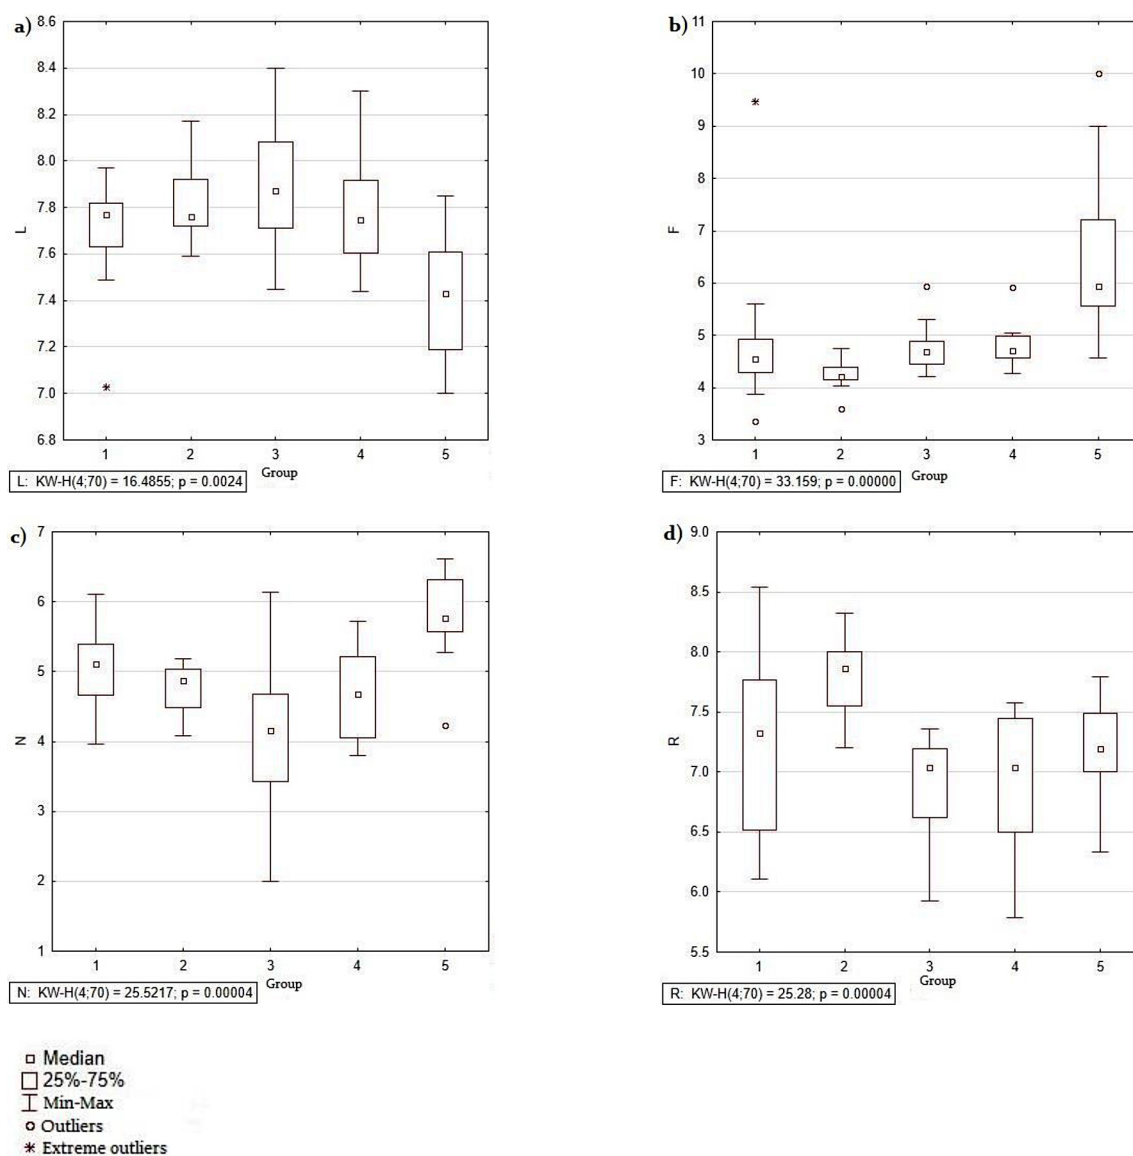 a)
8.6
8.4
8.2
8.0
7.8
7.6
7.4
7.2
7.0
6.8
L
1 2 3 4 5
Group
L: KW-H(4;70) = 16.4855; p = 0.0024
b)
11
10
9
8
7
6
5
4
3
F
1 2 3 4 5
Group
F: KW-H(4;70) = 33.159; p = 0.00000
c)
7
6
5
4
3
2
1
N
1 2 3 4 5
Group
N: KW-H(4;70) = 25.5217; p = 0.00004
d)
9.0
8.5
8.0
7.5
7.0
6.5
6.0
5.5
R
1 2 3 4 5
Group
R: KW-H(4;70) = 25.28; p = 0.00004
Median
25%-75%
Min-Max
Outliers
Extreme outliers